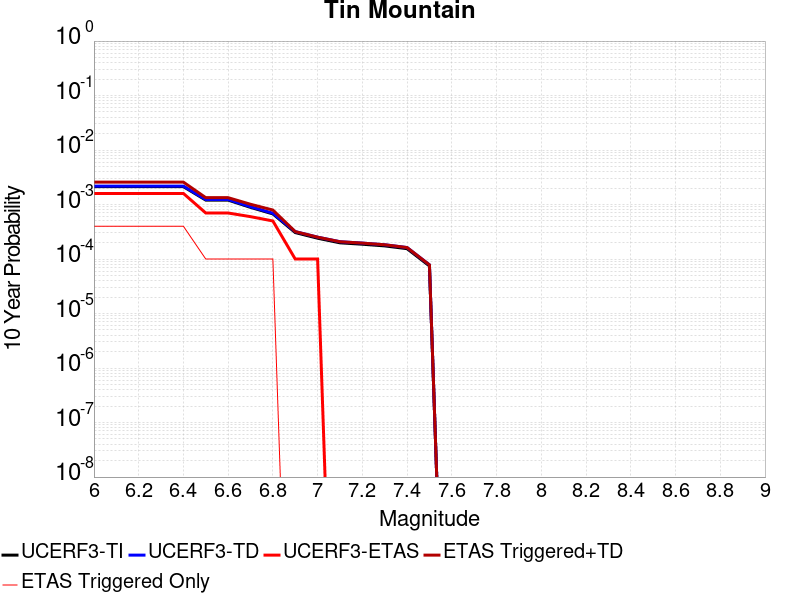 Tin Mountain
10 Year Probability
10^0
10^-1
10^-2
10^-3
10^-4
10^-5
10^-6
10^-7
10^-8
6 6.2 6.4 6.6 6.8 7 7.2 7.4 7.6 7.8 8 8.2 8.4 8.6 8.8 9
Magnitude
UCERF3-TI UCERF3-TD UCERF3-ETAS ETAS Triggered+TD
ETAS Triggered Only